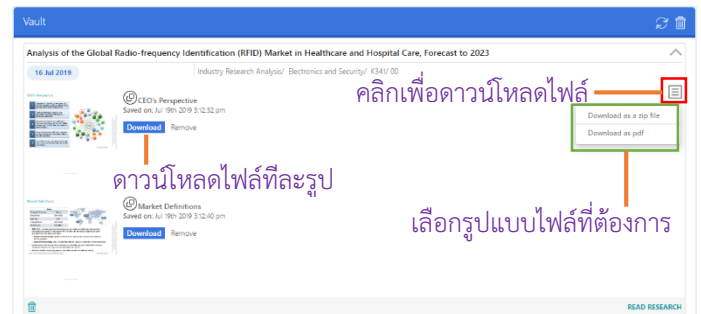 Vault
Analysis of the Global Radio-frequency Identification (RFID) Market in Healthcare and Hospital Care, Forecast to 2023
16 Jul 2019
Industry Research Analysis/ Electronics and Security/ K341/ 00
คลิกเพื่อดาวน์โหลดไฟล์
CEO's Perspective
Saved on: Jul 19th 2019 3:12:52 pm
Download Remove
Download as a zip file
Download as pdf
ดาวน์โหลดไฟล์ทีละรูป
เลือกรูปแบบไฟล์ที่ต้องการ
Market Definitions
Saved on: Jul 19th 2019 3:12:40 pm
Download Remove
READ RESEARCH